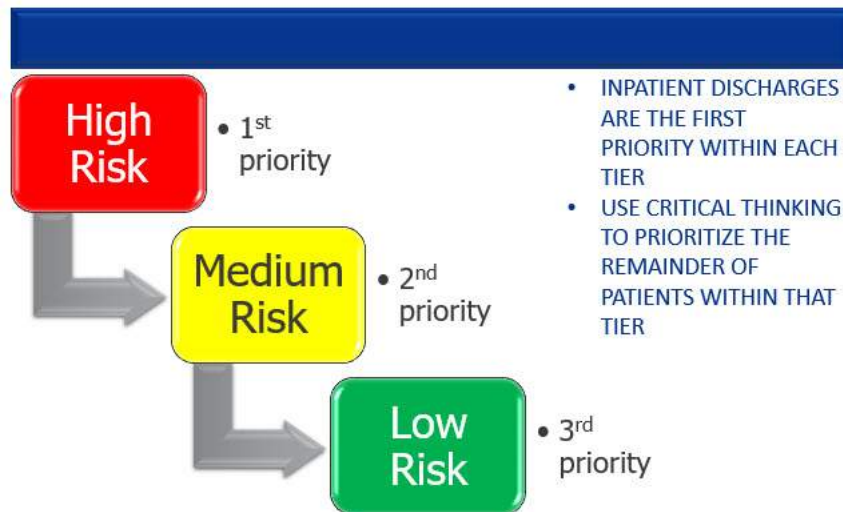 High
Risk
• 1st
priority
Medium
Risk
• 2nd
priority
Low
Risk
• 3rd
priority
• INPATIENT DISCHARGES
ARE THE FIRST
PRIORITY WITHIN EACH
TIER
• USE CRITICAL THINKING
TO PRIORITIZE THE
REMAINDER OF
PATIENTS WITHIN THAT
TIER